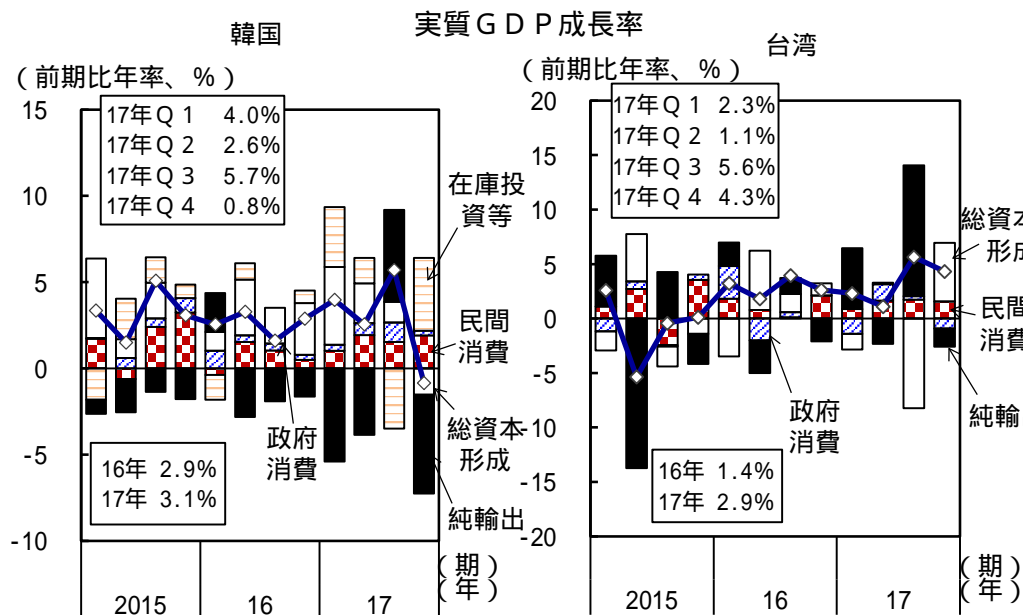 実質ＧＤＰ成長率
韓国
（前期比年率、％）
15
10
5
0
-5
-10
17年Ｑ１ 4.0%
17年Ｑ２ 2.6%
17年Ｑ３ 5.7%
17年Ｑ４ 0.8%
在庫投
資等
民間
消費
政府
消費
総資本
形成
純輸出
16年 2.9%
17年 3.1%
2015 16 17
（期）
（年）
台湾
（前期比年率、％）
20
15
10
5
0
-5
-10
-15
-20
17年Ｑ１ 2.3%
17年Ｑ２ 1.1%
17年Ｑ３ 5.6%
17年Ｑ４ 4.3%
総資本
形成
民間
消費
純輸
政府
消費
16年 1.4%
17年 2.9%
2015 16 17
（期）
（年）